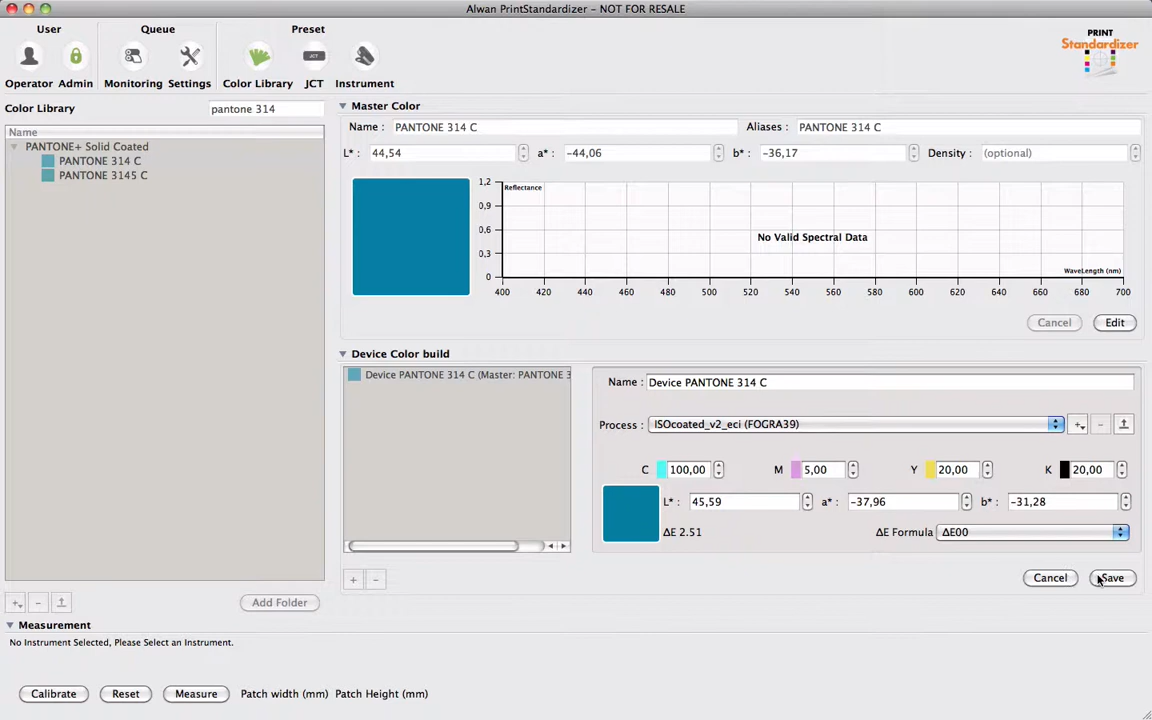 Alwan PrintStandardizer – NOT FOR RESALE
User Queue Preset
Operator Admin Monitoring Settings Color Library JCT Instrument
PRINT
Standardizer
Color Library pantone 314
Name
PANTONE+ Solid Coated
PANTONE 314 C
PANTONE 3145 C
Add Folder
Master Color
Name : PANTONE 314 C Aliases : PANTONE 314 C
L* : 44,54 a* : -44,06 b* : -36,17 Density : (optional)
1,2 Reflectance
0,9
0,6 No Valid Spectral Data
0,3
0 WaveLength (nm)
400 420 440 460 480 500 520 540 560 580 600 620 640 660 680 700
Cancel Edit
Device Color build
Device PANTONE 314 C (Master: PANTONE 3
Name : Device PANTONE 314 C
Process : ISOcoated_v2_eci (FOGRA39)
C 100,00 M 5,00 Y 20,00 K 20,00
L* : 45,59 a* : -37,96 b* : -31,28
ΔE 2.51 ΔE Formula ΔE00
Cancel Save
Measurement
No Instrument Selected, Please Select an Instrument.
Calibrate Reset Measure Patch width (mm) Patch Height (mm)